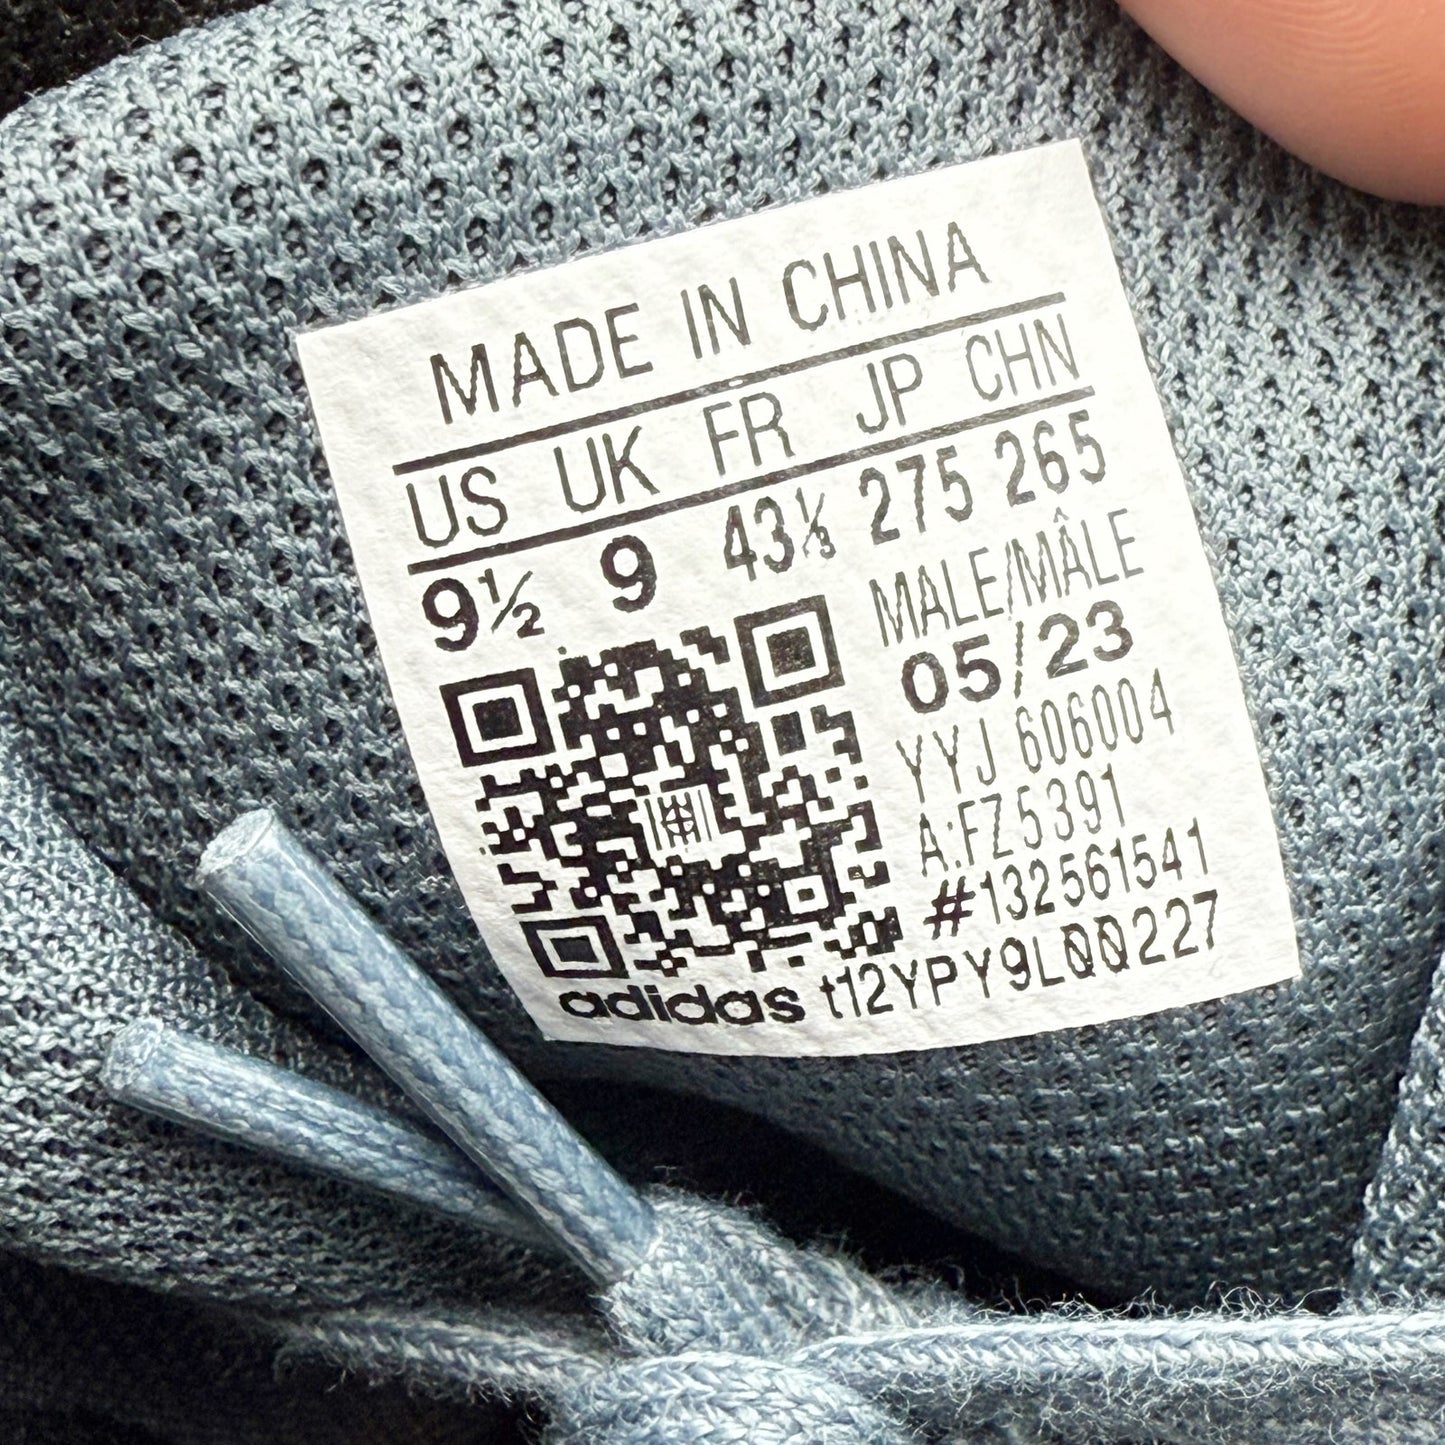 MADE IN CHINA
US UK FR JP CHN
9½ 9 43⅓ 275 265
MALE/MÂLE
05/23
YYJ 606004
A:FZ5391
#132561541
adidas t12YPY9L00227